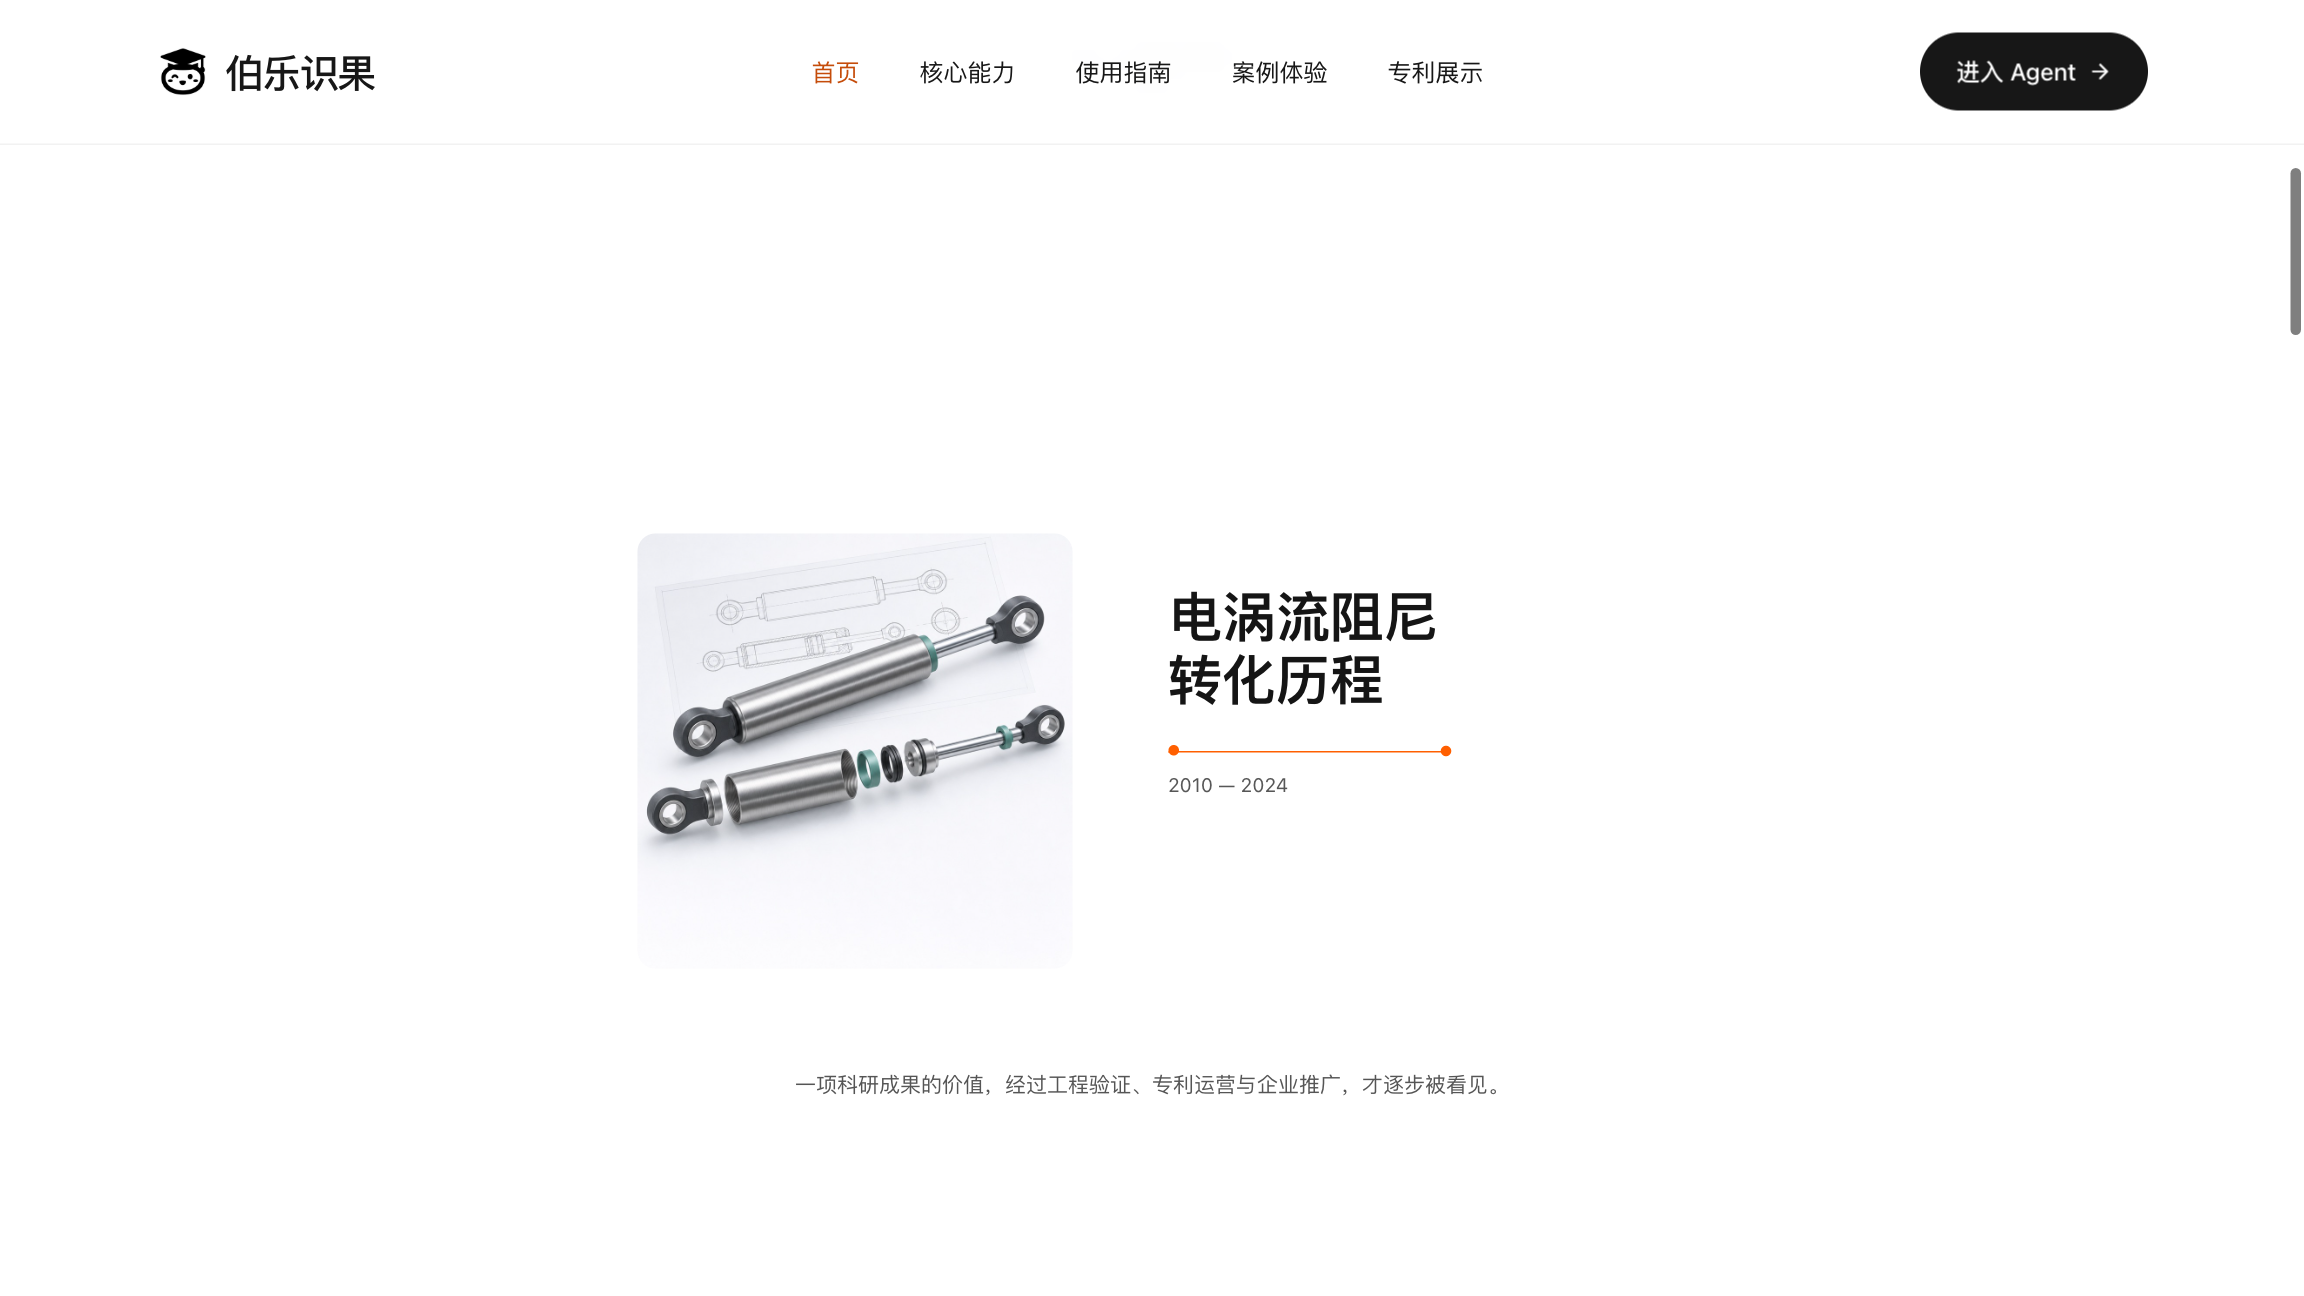 伯乐识果
首页
核心能力
使用指南
案例体验
专利展示
进入 Agent →
电涡流阻尼
转化历程
2010 — 2024
一项科研成果的价值，经过工程验证、专利运营与企业推广，才逐步被看见。